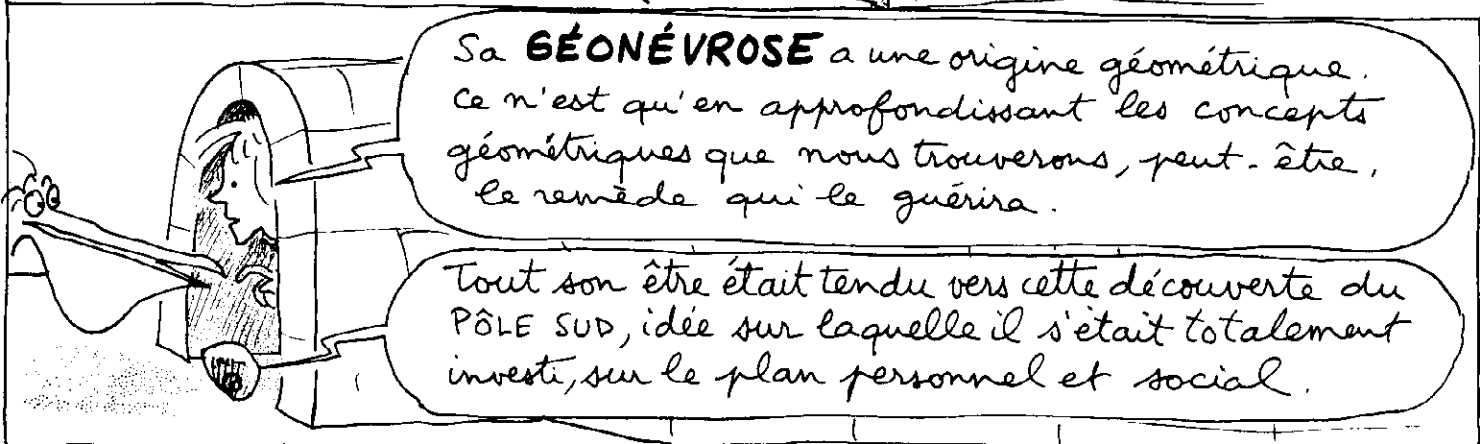 Sa GÉONÉVROSE a une origine géométrique.
Ce n'est qu'en approfondissant les concepts
géométriques que nous trouverons, peut-être,
le remède qui le guérira.
Tout son être était tendu vers cette découverte du
PÔLE SUD, idée sur laquelle il s'était totalement
investi, sur le plan personnel et social.